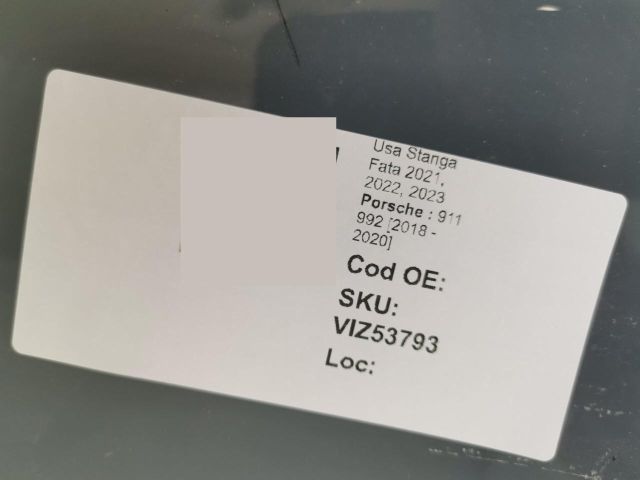 Usa Stanga
Fata 2021,
2022, 2023
Porsche : 911
992 [2018 -
2020]
Cod OE:
SKU:
VIZ53793
Loc: